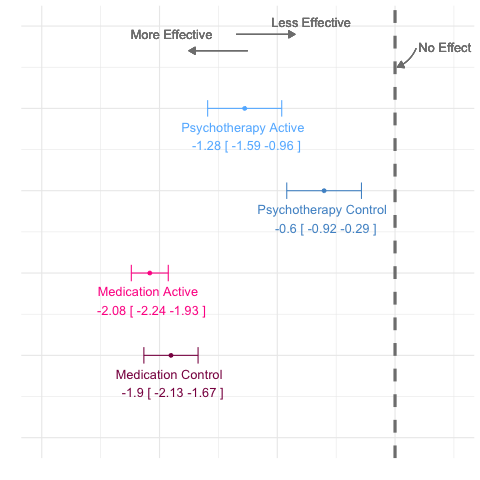 Less Effective
More Effective
No Effect
Psychotherapy Active
-1.28 [ -1.59 -0.96 ]
Psychotherapy Control
-0.6 [ -0.92 -0.29 ]
Medication Active
-2.08 [ -2.24 -1.93 ]
Medication Control
-1.9 [ -2.13 -1.67 ]